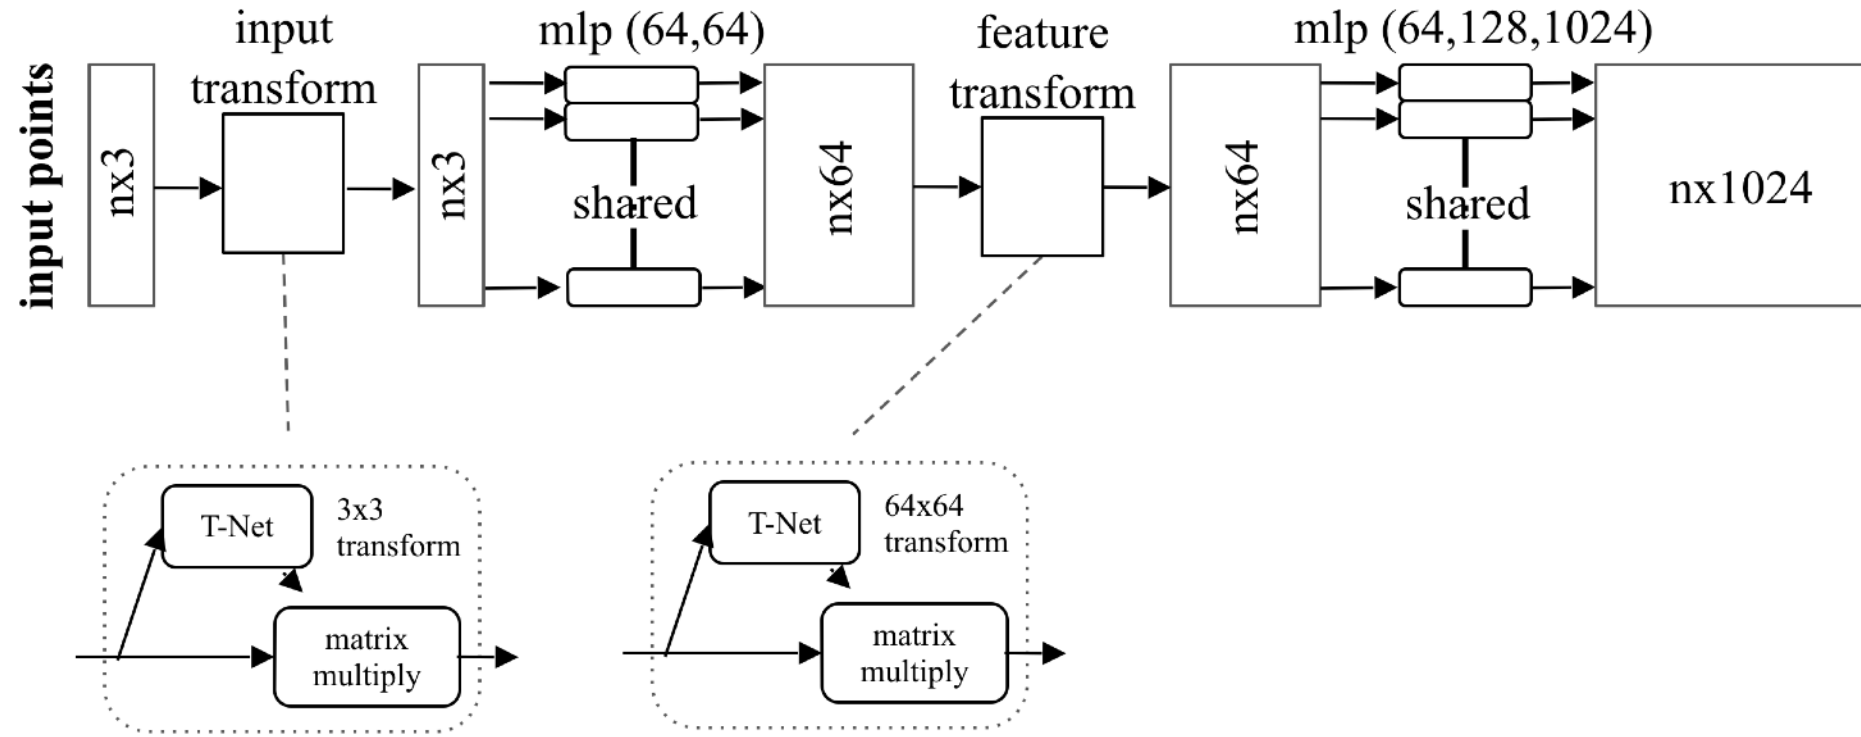 input
transform
mlp (64,64)
feature
transform
mlp (64,128,1024)
input points
nx3
nx3
shared
nx64
nx64
shared
nx1024
T-Net
3x3
transform
matrix
multiply
T-Net
64x64
transform
matrix
multiply